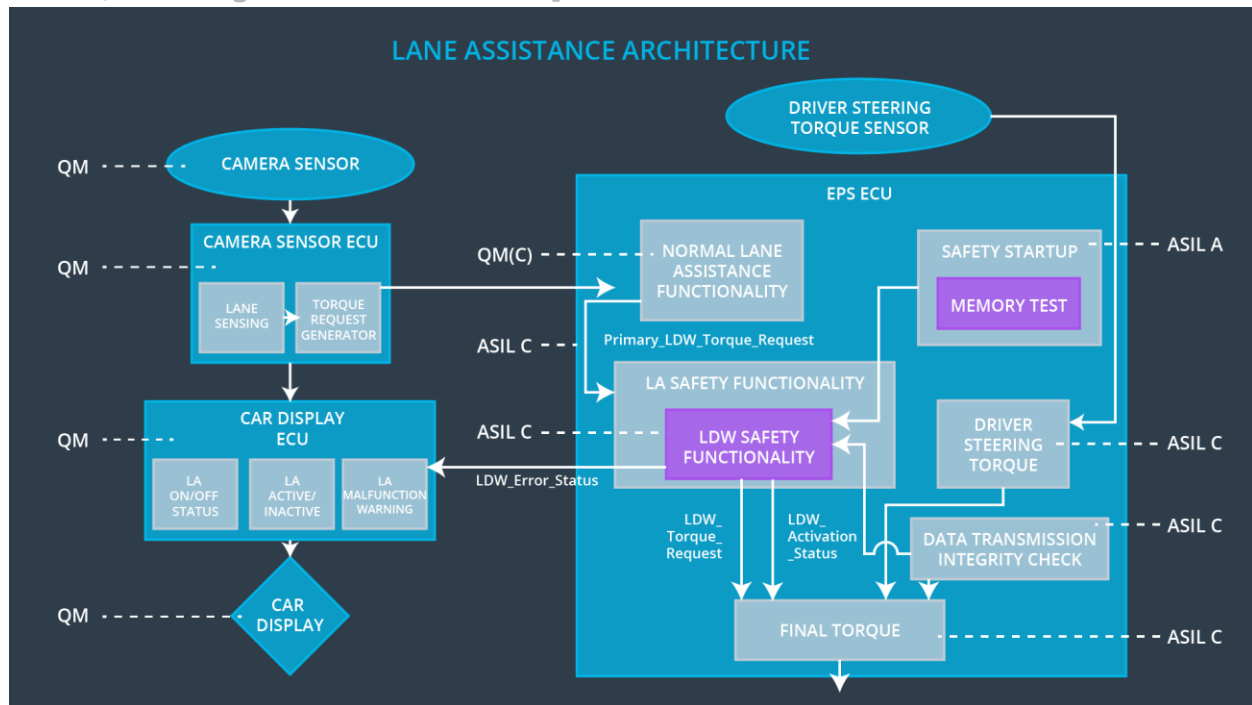 LANE ASSISTANCE ARCHITECTURE
DRIVER STEERING
TORQUE SENSOR
QM
CAMERA SENSOR
EPS ECU
CAMERA SENSOR ECU
QM
LANE
SENSING
TORQUE
REQUEST
GENERATOR
QM(C)
NORMAL LANE
ASSISTANCE
FUNCTIONALITY
SAFETY STARTUP
MEMORY TEST
ASIL A
ASIL C
Primary_LDW_Torque_Request
LA SAFETY FUNCTIONALITY
CAR DISPLAY
ECU
QM
LA
ON/OFF
STATUS
LA
ACTIVE/
INACTIVE
LA
MALFUNCTION
WARNING
ASIL C
LDW SAFETY
FUNCTIONALITY
LDW_Error_Status
DRIVER
STEERING
TORQUE
ASIL C
LDW_
Torque_
Request
LDW_
Activation
_Status
DATA TRANSMISSION
INTEGRITY CHECK
ASIL C
QM
CAR
DISPLAY
FINAL TORQUE
ASIL C